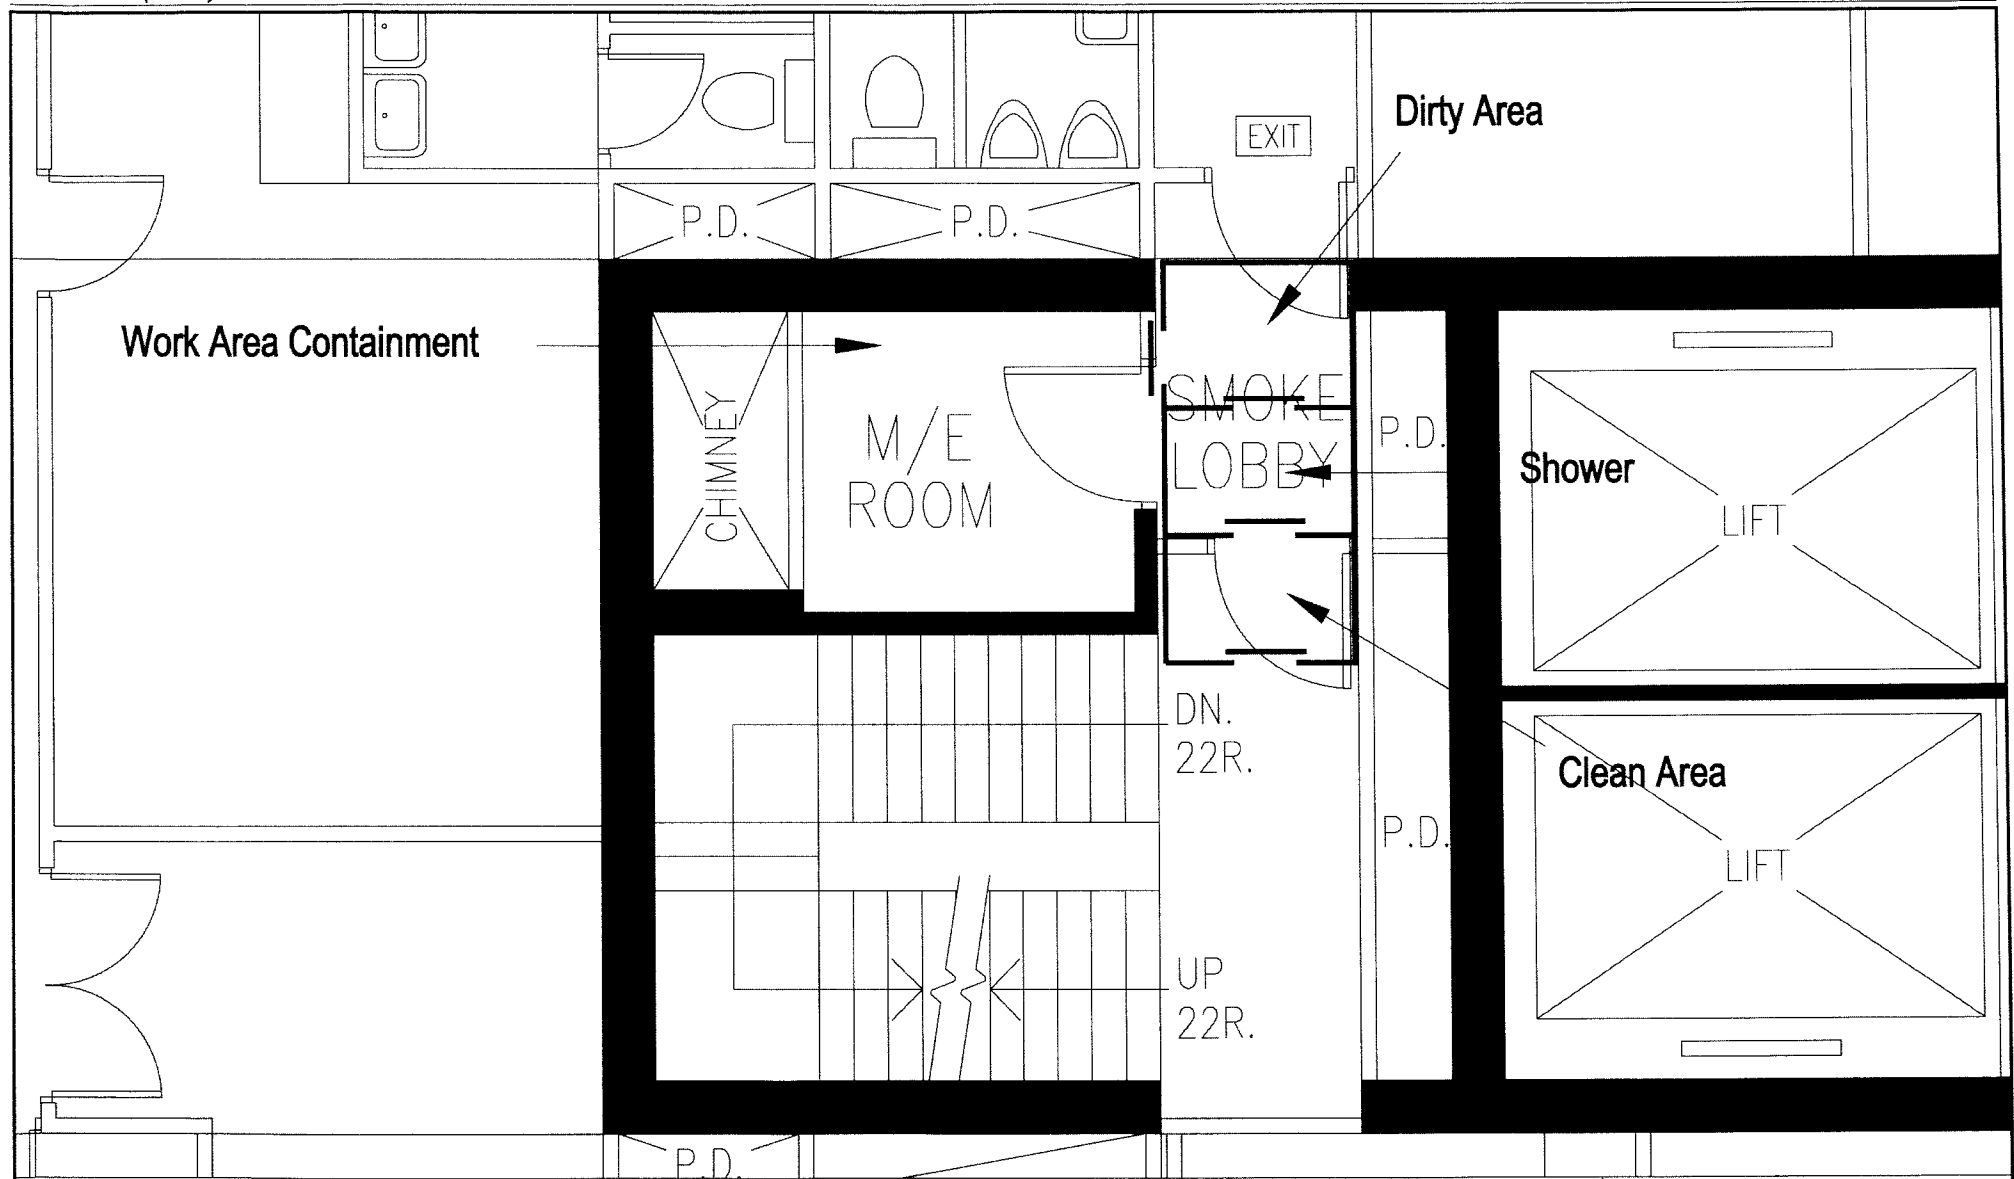 Dirty Area
EXIT
P.D.
P.D.
Work Area Containment
CHIMNEY
M/E
ROOM
SMOKE
LOBBY
P.D.
Shower
LIFT
DN.
22R.
Clean Area
P.D.
LIFT
UP
22R.
P.D.